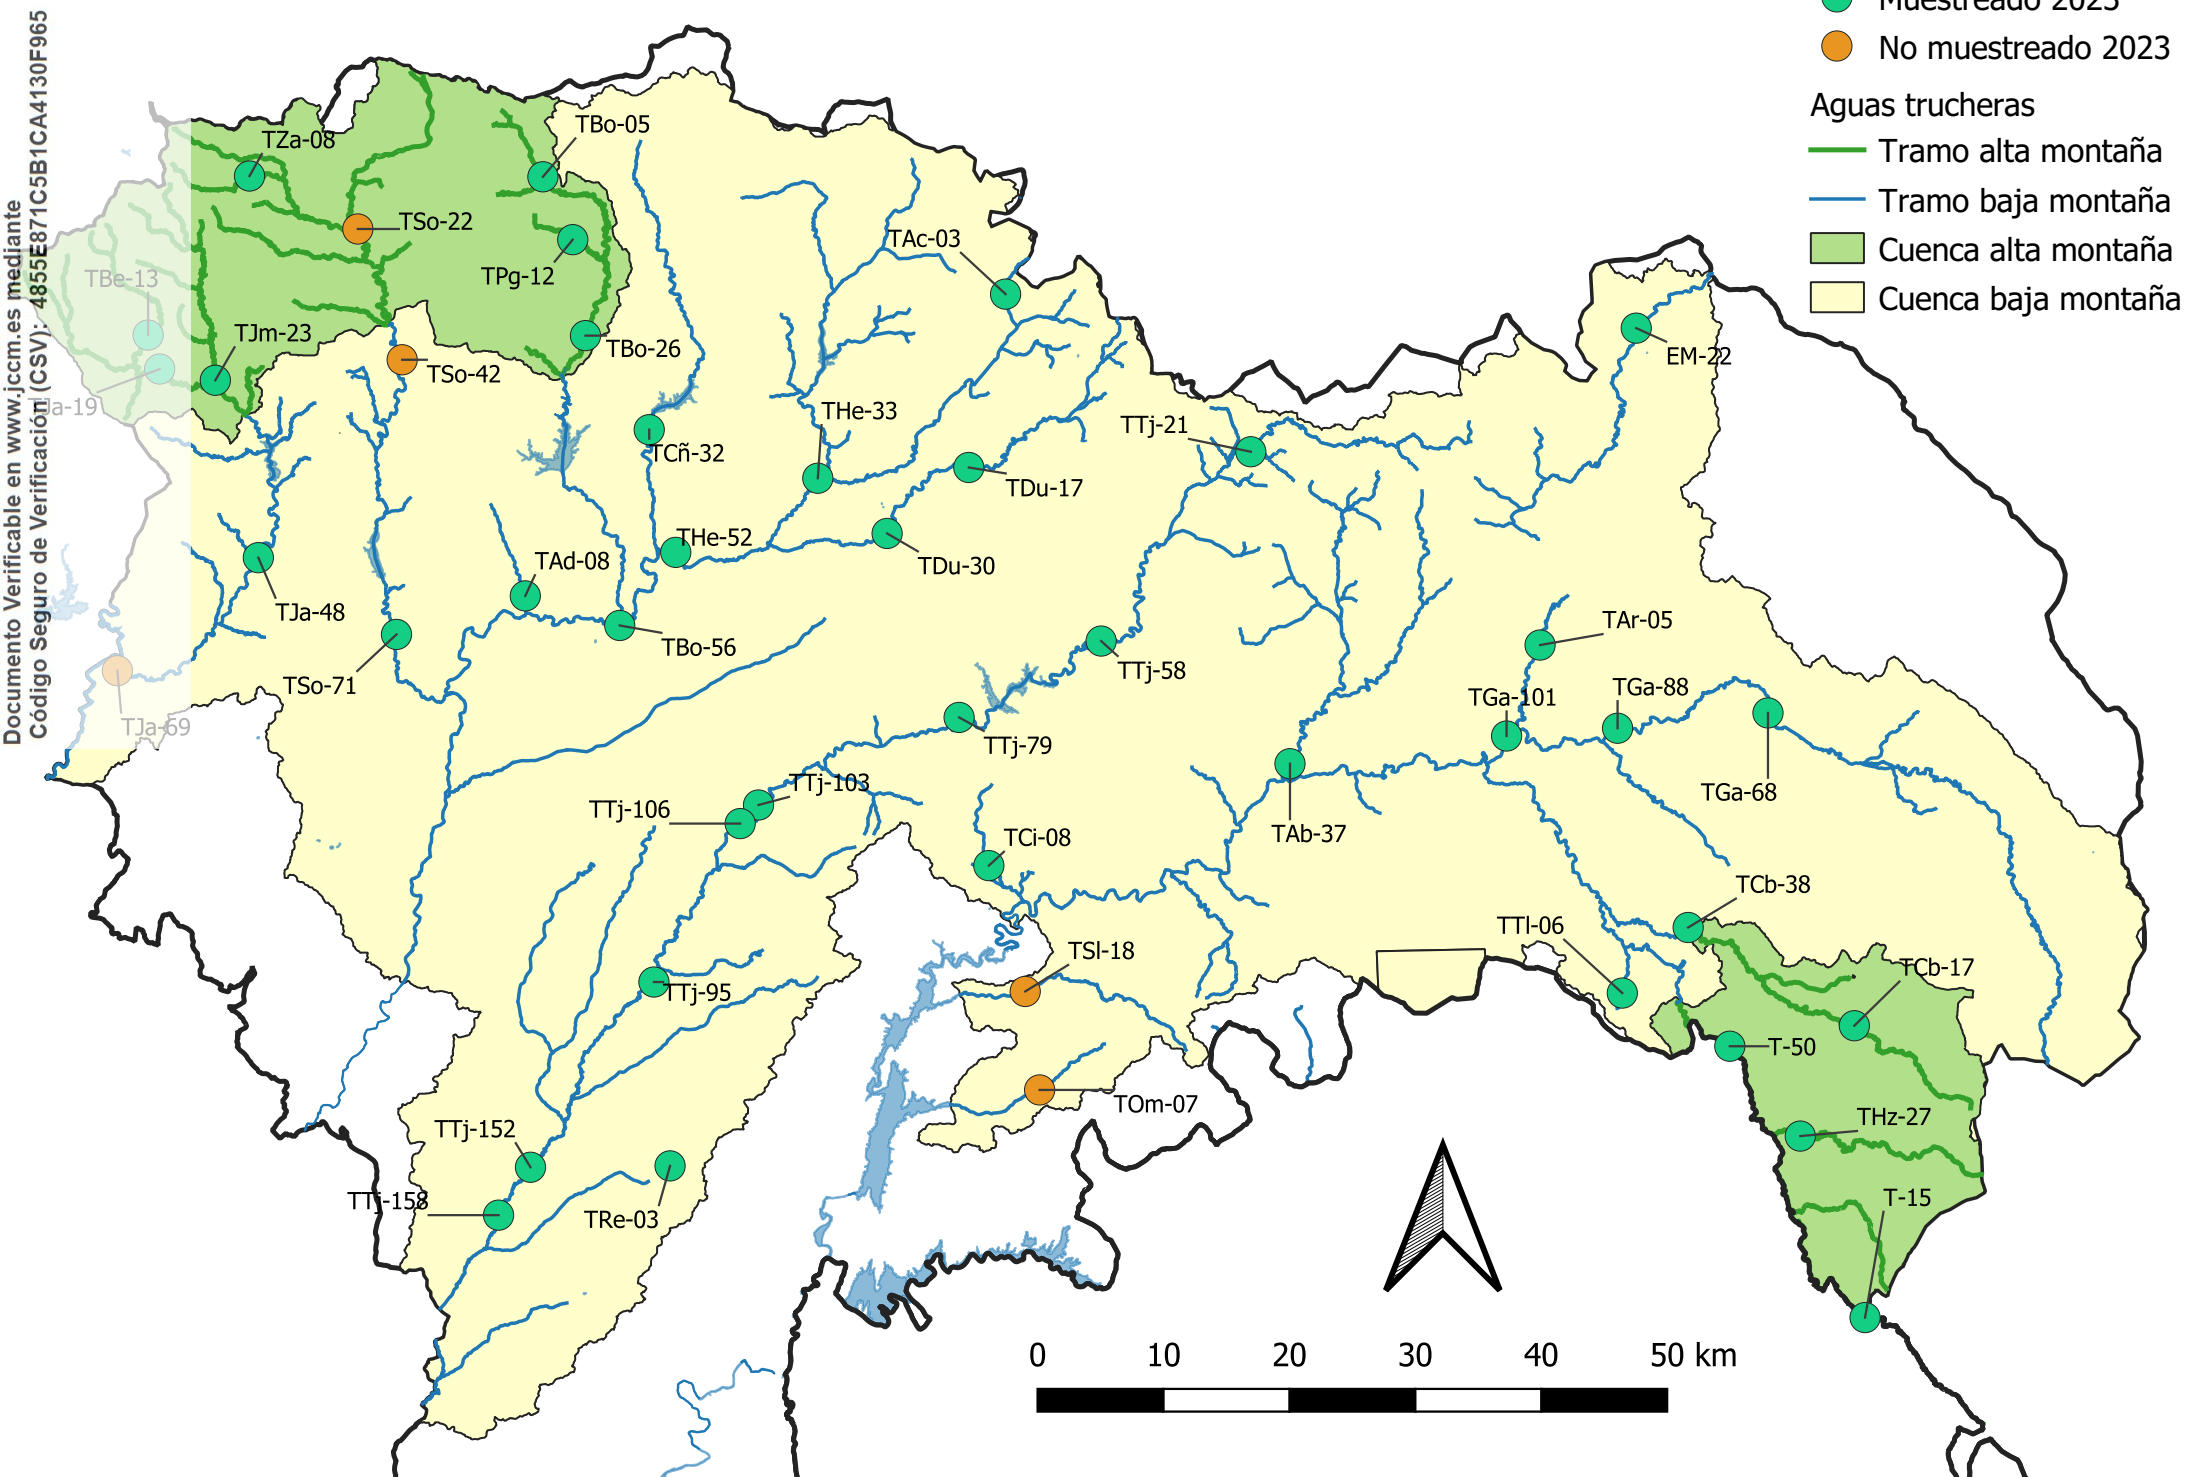 Muestreado 2023
No muestreado 2023
Aguas trucheras
Tramo alta montaña
Tramo baja montaña
Cuenca alta montaña
Cuenca baja montaña
Documento Verificable en www.jccm.es mediante
Código Seguro de Verificación (CSV): 4855E871C5B1CA4130F965
TZa-08
TBo-05
TSo-22
TAc-03
TPg-12
TBe-13
TJm-23
TBo-26
EM-22
TSo-42
TJa-19
THe-33
TTj-21
TCñ-32
TDu-17
THe-52
TAd-08
TDu-30
TJa-48
TAr-05
TBo-56
TTj-58
TSo-71
TGa-101
TGa-88
TJa-69
TTj-79
TTj-103
TGa-68
TTj-106
TAb-37
TCi-08
TCb-38
TTl-06
TSl-18
TCb-17
TTj-95
T-50
TOm-07
THz-27
TTj-152
TTj-158
T-15
TRe-03
0 10 20 30 40 50 km